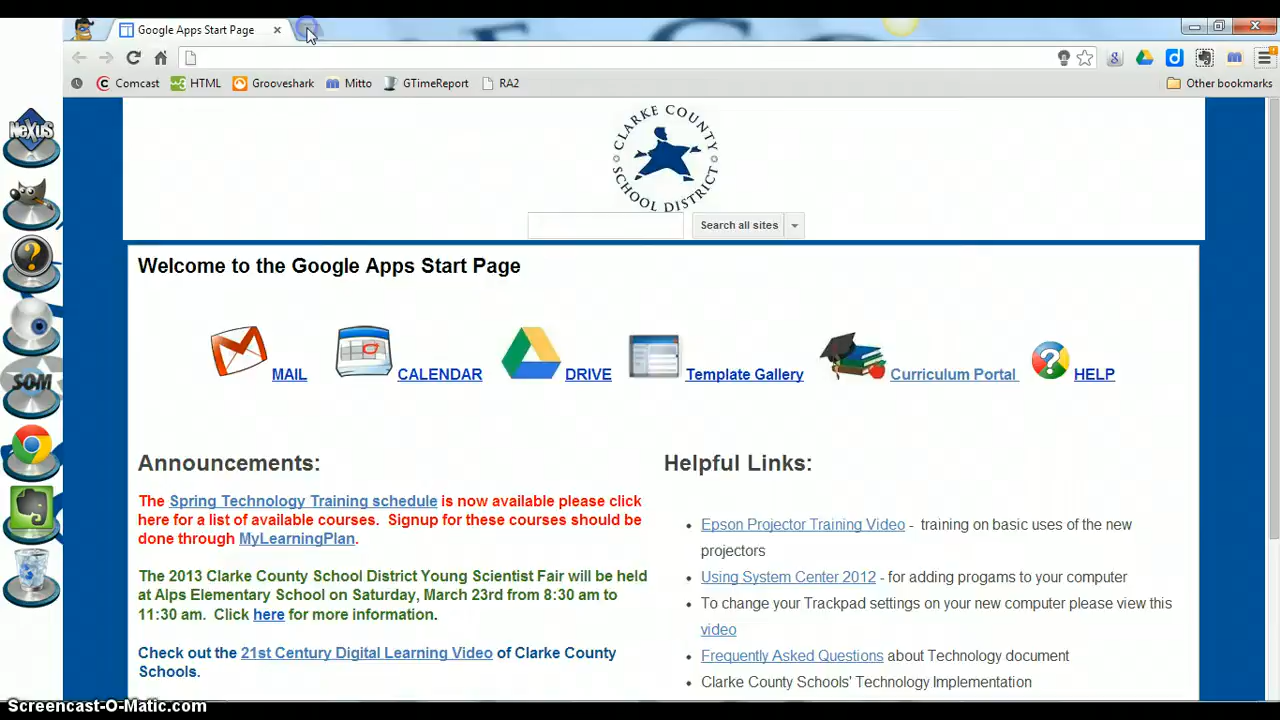 Google Apps Start Page
Comcast HTML Grooveshark Mitto GTimeReport RA2 Other bookmarks
NeXuS
SOM
CLARKE COUNTY
SCHOOL DISTRICT
Search all sites
Welcome to the Google Apps Start Page
MAIL CALENDAR DRIVE Template Gallery Curriculum Portal HELP
Announcements:
The Spring Technology Training schedule is now available please click
here for a list of available courses. Signup for these courses should be
done through MyLearningPlan.
The 2013 Clarke County School District Young Scientist Fair will be held
at Alps Elementary School on Saturday, March 23rd from 8:30 am to
11:30 am. Click here for more information.
Check out the 21st Century Digital Learning Video of Clarke County
Schools.
Helpful Links:
Epson Projector Training Video - training on basic uses of the new
projectors
Using System Center 2012 - for adding progams to your computer
To change your Trackpad settings on your new computer please view this
video
Frequently Asked Questions about Technology document
Clarke County Schools' Technology Implementation
Screencast-O-Matic.com